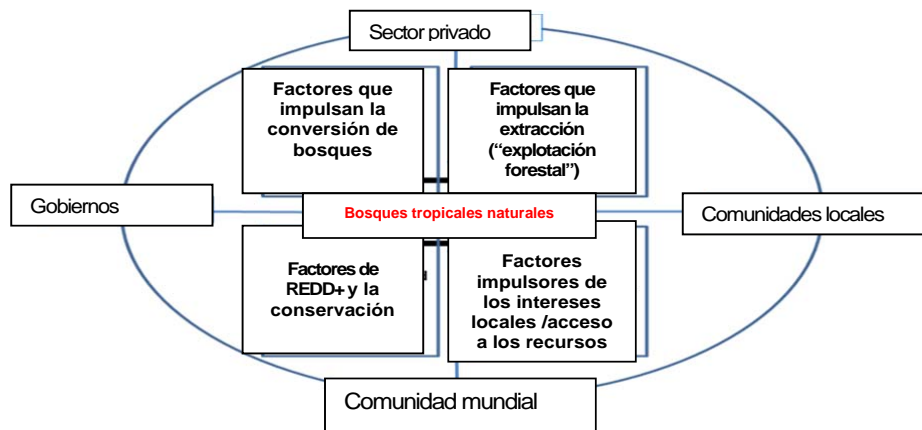 Sector privado
Factores que
impulsan la
conversión de
bosques
Factores que
impulsan la
extracción
(“explotación
forestal”)
Gobiernos
Bosques tropicales naturales
Comunidades locales
Factores de
REDD+ y la
conservación
Factores
impulsores de
los intereses
locales /acceso
a los recursos
Comunidad mundial